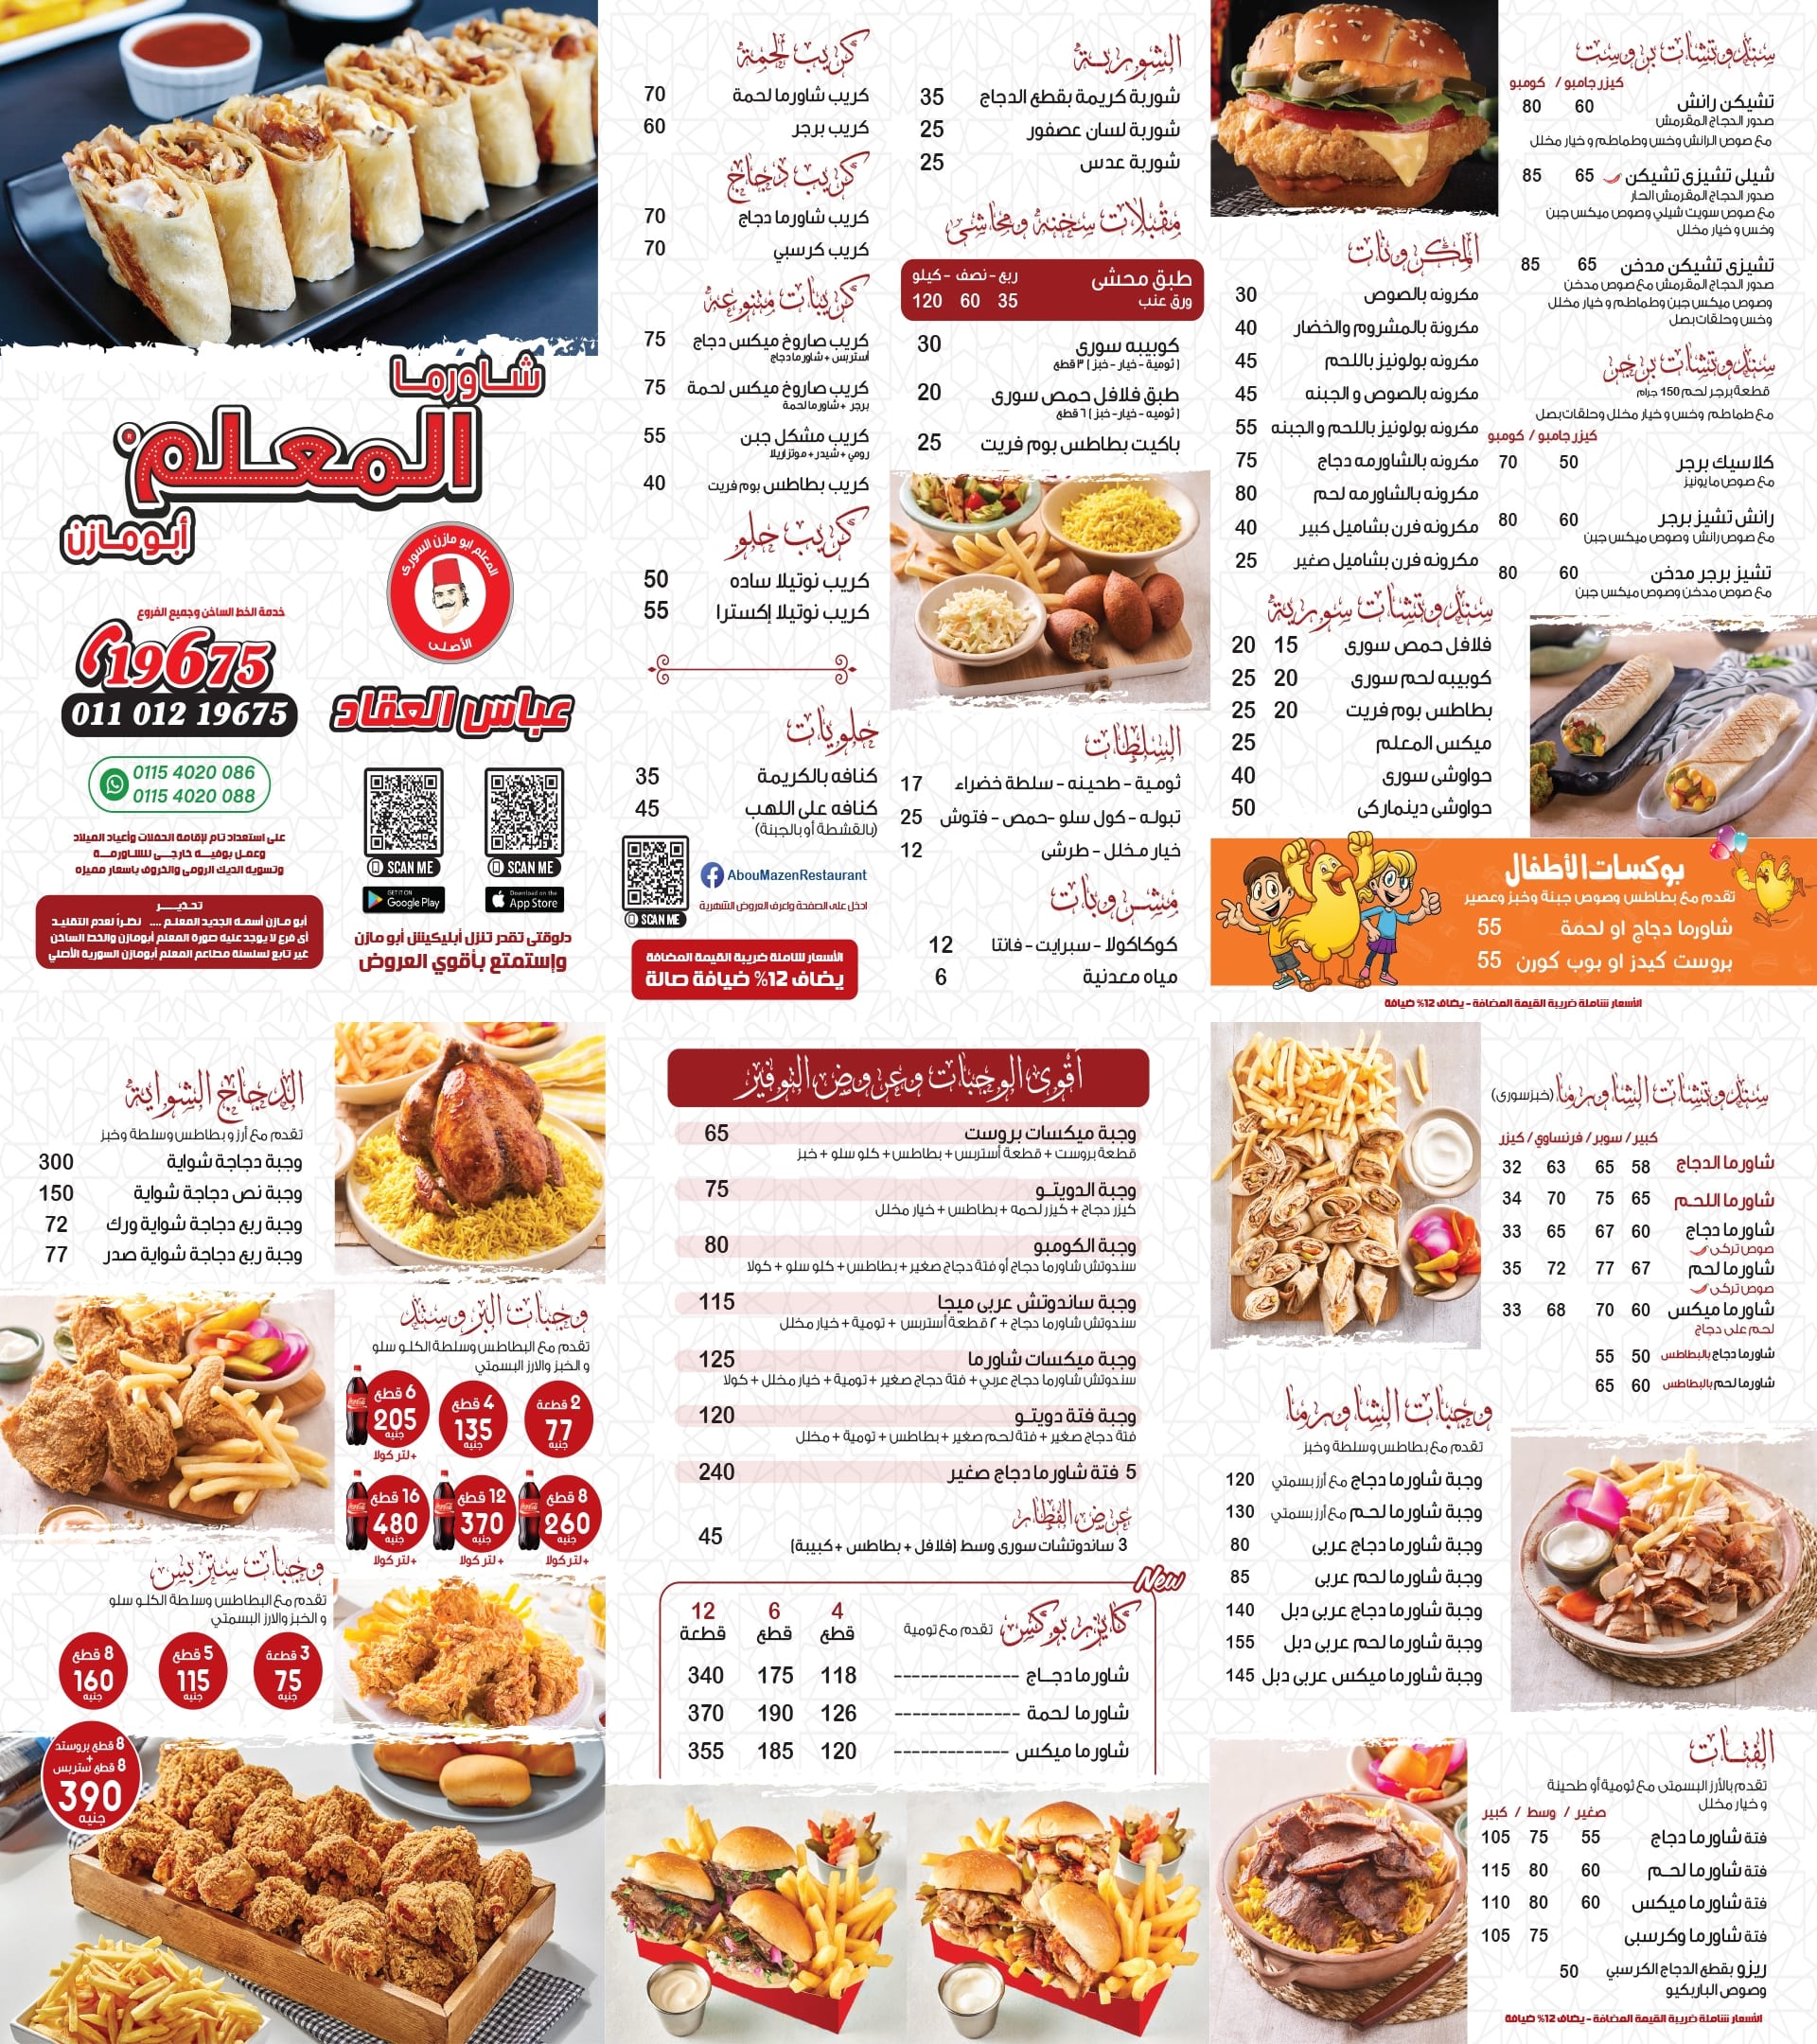 شاورما
المعلم
أبو مازن
المعلم ابو مازن السورى
الأصلى
خدمة الخط الساخن وجميع الفروع
19675
011 012 19675
عباس العقاد
0115 4020 086
0115 4020 088
على استعداد تام لإقامة الحفلات وأعياد الميلاد
وعمل بوفيه خارجى للشاورمة
وتسوية الديك الرومى والخروف باسعار مميزه
SCAN ME
SCAN ME
GET IT ON
Google Play
Download on the
App Store
تحذير
أبو مازن أسمه الجديد المعلم .... نظراً لعدم التقليد
أى فرع لا يوجد عليه صورة المعلم أبومازن والخط الساخن
غير تابع لسلسلة مطاعم المعلم أبومازن السورية الأصلي
دلوقتى تقدر تنزل أبليكيشن أبو مازن
وإستمتع بأقوي العروض
كريب لحمة
كريب شاورما لحمة 70
كريب برجر 60
كريب دجاج
كريب شاورما دجاج 70
كريب كرسبي 70
كريبات متنوعة
كريب صاروخ ميكس دجاج 75
أستربس + شاورما دجاج
كريب صاروخ ميكس لحمة 75
برجر + شاورما لحمة
كريب مشكل جبن 55
رومي + شيدر + موتزاريلا
كريب بطاطس بوم فريت 40
كريب حلو
كريب نوتيلا ساده 50
كريب نوتيلا إكسترا 55
حلويات
كنافه بالكريمة 35
كنافه على اللهب 45
(بالقشطة أو بالجبنة)
SCAN ME
AbouMazenRestaurant
ادخل على الصفحة واعرف العروض الشهرية
الأسعار شاملة ضريبة القيمة المضافة
يضاف 12% ضيافة صالة
الشوربة
شوربة كريمة بقطع الدجاج 35
شوربة لسان عصفور 25
شوربة عدس 25
مقبلات سخنه ومحاشى
طبق محشى ربع - نصف - كيلو
ورق عنب 35 60 120
كوبيبه سورى 30
( ثومية - خيار - خبز ) ٣ قطع
طبق فلافل حمص سورى 20
( ثوميه - خيار- خبز ) ٦ قطع
باكيت بطاطس بوم فريت 25
السلطات
ثومية - طحينه - سلطة خضراء 17
تبوله - كول سلو -حمص - فتوش 25
خيار مخلل - طرشى 12
مشروبات
كوكاكولا - سبرايت - فانتا 12
مياه معدنية 6
سندوتشات بروست
كيزر جامبو / كومبو
تشيكن رانش 60 80
صدور الدجاج المقرمش
مع صوص الرانش وخس وطماطم و خيار مخلل
شيلى تشيزى تشيكن 65 85
صدور الدجاج المقرمش الحار
مع صوص سويت شيلي وصوص ميكس جبن
وخس و خيار مخلل
تشيزى تشيكن مدخن 65 85
صدور الدجاج المقرمش مع صوص مدخن
وصوص ميكس جبن وطماطم و خيار مخلل
وخس وحلقات بصل
سندوتشات برجر
قطعة برجر لحم 150 جرام
مع طماطم وخس و خيار مخلل وحلقات بصل
كيزر جامبو / كومبو
كلاسيك برجر 50 70
مع صوص مايونيز
رانش تشيز برجر 60 80
مع صوص رانش وصوص ميكس جبن
تشيز برجر مدخن 60 80
مع صوص مدخن وصوص ميكس جبن
المكرونات
مكرونه بالصوص 30
مكرونة بالمشروم والخضار 40
مكرونه بولونيز باللحم 45
مكرونه بالصوص و الجبنه 45
مكرونه بولونيز باللحم و الجبنه 55
مكرونه بالشاورمه دجاج 75
مكرونه بالشاورمه لحم 80
مكرونه فرن بشاميل كبير 40
مكرونه فرن بشاميل صغير 25
سندوتشات سورية
فلافل حمص سورى 15 20
كوبيبه لحم سورى 20 25
بطاطس بوم فريت 20 25
ميكس المعلم 25
حواوشى سورى 40
حواوشى دينماركى 50
بوكسات الأطفال
تقدم مع بطاطس وصوص جبنة وخبز وعصير
شاورما دجاج او لحمة 55
بروست كيدز او بوب كورن 55
الأسعار شاملة ضريبة القيمة المضافة - يضاف 12% ضيافة
الدجاج الشواية
تقدم مع أرز و بطاطس وسلطة وخبز
وجبة دجاجة شواية 300
وجبة نص دجاجة شواية 150
وجبة ربع دجاجة شواية ورك 72
وجبة ربع دجاجة شواية صدر 77
وجبات البروستد
تقدم مع البطاطس وسلطة الكلو سلو
و الخبز والارز البسمتي
2 قطعة
77
جنيه
4 قطع
135
جنيه
6 قطع
205
جنيه
+ لتر كولا
8 قطع
260
جنيه
+ لتر كولا
12 قطع
370
جنيه
+ لتر كولا
16 قطع
480
جنيه
+ لتر كولا
وجبات ستربس
تقدم مع البطاطس وسلطة الكلو سلو
و الخبز والارز البسمتي
3 قطعة
75
جنيه
5 قطع
115
جنيه
8 قطع
160
جنيه
8 قطع بروستد
+
8 قطع ستربس
390
جنيه
أقوى الوجبات وعروض التوفير
وجبة ميكسات بروست 65
قطعة بروست + قطعة أستربس + بطاطس + كلو سلو + خبز
وجبة الدويتو 75
كيزر دجاج + كيزر لحمه + بطاطس + خيار مخلل
وجبة الكومبو 80
سندوتش شاورما دجاج أو فتة دجاج صغير + بطاطس + كلو سلو + كولا
وجبة ساندوتش عربى ميجا 115
سندوتش شاورما دجاج + ٢ قطعة أستربس + تومية + خيار مخلل
وجبة ميكسات شاورما 125
سندوتش شاورما دجاج عربي + فتة دجاج صغير + تومية + خيار مخلل + كولا
وجبة فتة دويتو 120
فتة دجاج صغير + فتة لحم صغير + بطاطس + تومية + مخلل
5 فتة شاورما دجاج صغير 240
عرض الفطار
3 ساندوتشات سورى وسط (فلافل + بطاطس + كبيبة) 45
New
كايزر بوكس تقدم مع تومية
4 قطع 6 قطع 12 قطعة
شاورما دجاج -------------- 118 175 340
شاورما لحمة -------------- 126 190 370
شاورما ميكس ------------- 120 185 355
سندوتشات الشاورما (خبز سورى)
كبير / سوبر / فرنساوي / كيزر
شاورما الدجاج 58 65 63 32
شاورما اللحم 65 75 70 34
شاورما دجاج 60 67 65 33
صوص تركى
شاورما لحم 67 77 72 35
صوص تركى
شاورما ميكس 60 70 68 33
لحم على دجاج
شاورما دجاج بالبطاطس 50 55
شاورما لحم بالبطاطس 60 65
وجبات الشاورما
تقدم مع بطاطس وسلطة وخبز
وجبة شاورما دجاج مع أرز بسمتي 120
وجبة شاورما لحم مع أرز بسمتي 130
وجبة شاورما دجاج عربى 80
وجبة شاورما لحم عربى 85
وجبة شاورما دجاج عربى دبل 140
وجبة شاورما لحم عربى دبل 155
وجبة شاورما ميكس عربى دبل 145
الفتات
تقدم بالأرز البسمتى مع ثومية أو طحينة
و خيار مخلل
صغير / وسط / كبير
فتة شاورما دجاج 55 75 105
فتة شاورما لحم 60 80 115
فتة شاورما ميكس 60 80 110
فتة شاورما وكرسبى 75 105
ريزو بقطع الدجاج الكرسبي 50
وصوص الباربكيو
الأسعار شاملة ضريبة القيمة المضافة - يضاف 12% ضيافة